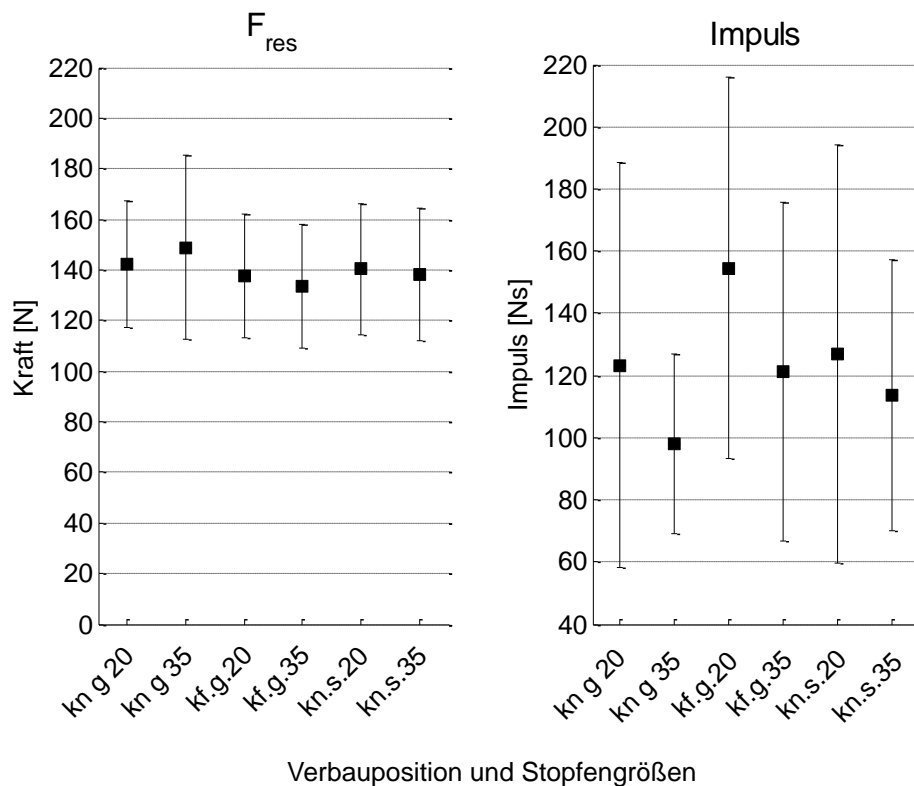 F_res
220
200
180
160
140
120
100
80
60
40
20
0
Kraft [N]
kn g 20
kn g 35
kf.g.20
kf.g.35
kn.s.20
kn.s.35
Impuls
220
200
180
160
140
120
100
80
60
40
Impuls [Ns]
kn g 20
kn g 35
kf.g.20
kf.g.35
kn.s.20
kn.s.35
Verbauposition und Stopfengrößen